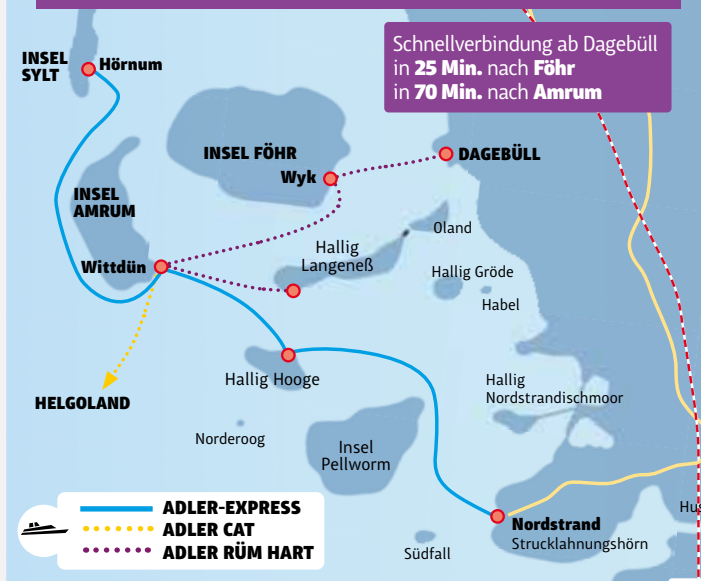 Schnellverbindung ab Dagebüll
in 25 Min. nach Föhr
in 70 Min. nach Amrum
INSEL
SYLT
Hörnum
INSEL FÖHR
DAGEBÜLL
Wyk
INSEL
AMRUM
Oland
Hallig
Langeneß
Wittdün
Hallig Gröde
Habel
Hallig Hooge
Hallig
Nordstrandischmoor
HELGOLAND
Norderoog
Insel
Pellworm
ADLER-EXPRESS
ADLER CAT
ADLER RÜM HART
Nordstrand
Strucklahnungshörn
Südfall